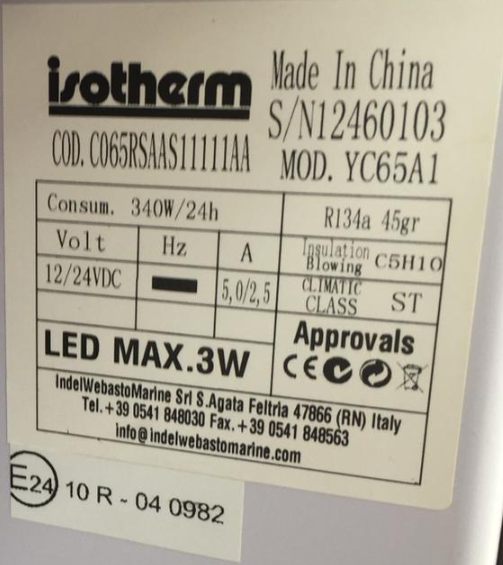 isotherm
Made In China
S/N12460103
COD. C065RSAAS11111AA
MOD. YC65A1
Consum. 340W/24h
R134a 45gr
Volt Hz A
Insulation Blowing C5H10
12/24VDC 5,0/2,5
CLIMATIC CLASS ST
LED MAX.3W
Approvals
CE
IndelWebastoMarine Srl S.Agata Feltria 47866 (RN) Italy
Tel.+39 0541 848030 Fax.+39 0541 848563
info@indelwebastomarine.com
E24 10 R - 04 0982